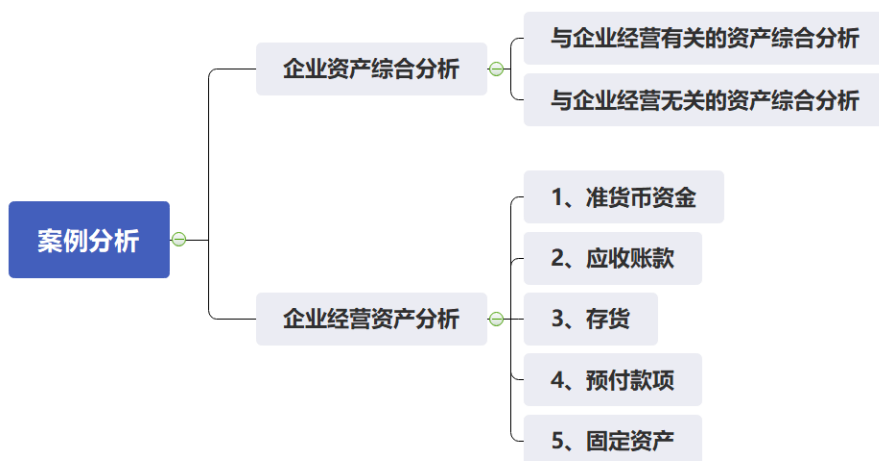 案例分析
企业资产综合分析
与企业经营有关的资产综合分析
与企业经营无关的资产综合分析
企业经营资产分析
1、准货币资金
2、应收账款
3、存货
4、预付款项
5、固定资产